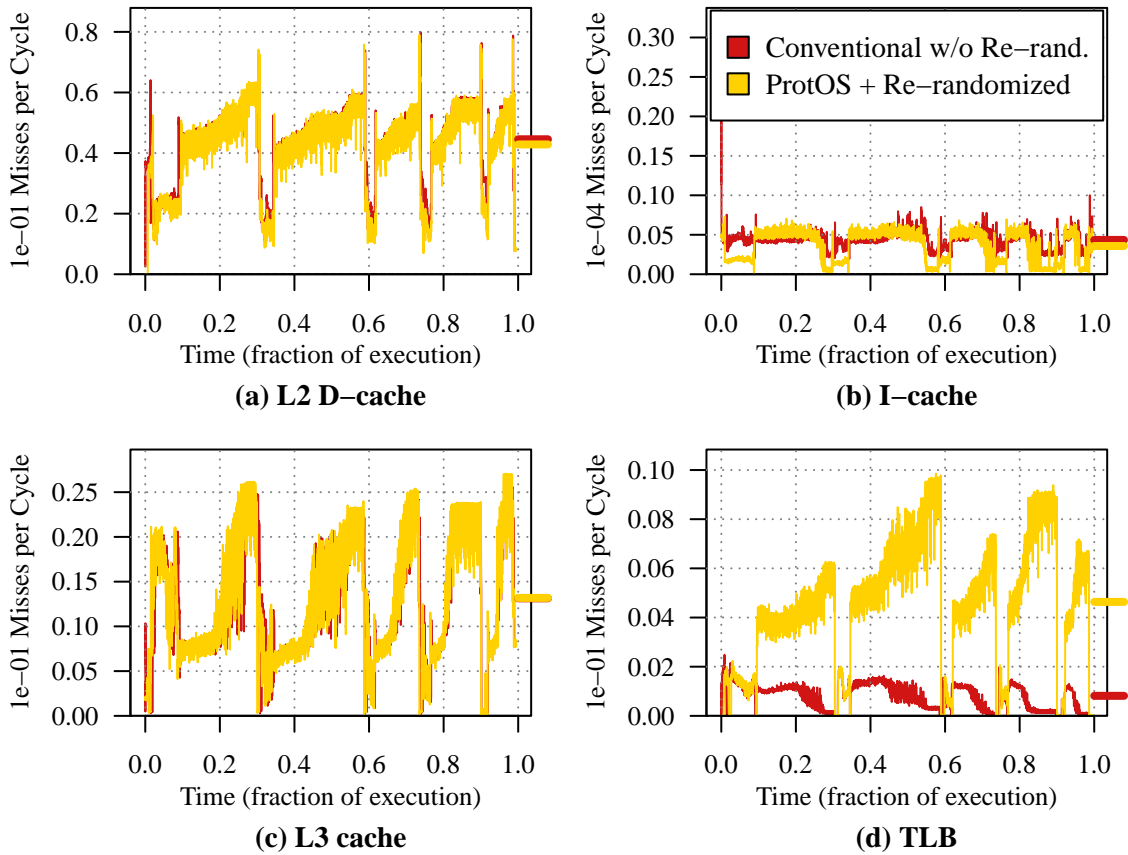 1e−01 Misses per Cycle
0.8
0.6
0.4
0.2
0.0
0.0 0.2 0.4 0.6 0.8 1.0
Time (fraction of execution)
(a) L2 D−cache
1e−04 Misses per Cycle
0.30
0.25
0.20
0.15
0.10
0.05
0.00
Conventional w/o Re−rand.
ProtOS + Re−randomized
0.0 0.2 0.4 0.6 0.8 1.0
Time (fraction of execution)
(b) I−cache
1e−01 Misses per Cycle
0.25
0.20
0.15
0.10
0.05
0.00
0.0 0.2 0.4 0.6 0.8 1.0
Time (fraction of execution)
(c) L3 cache
1e−01 Misses per Cycle
0.10
0.08
0.06
0.04
0.02
0.00
0.0 0.2 0.4 0.6 0.8 1.0
Time (fraction of execution)
(d) TLB